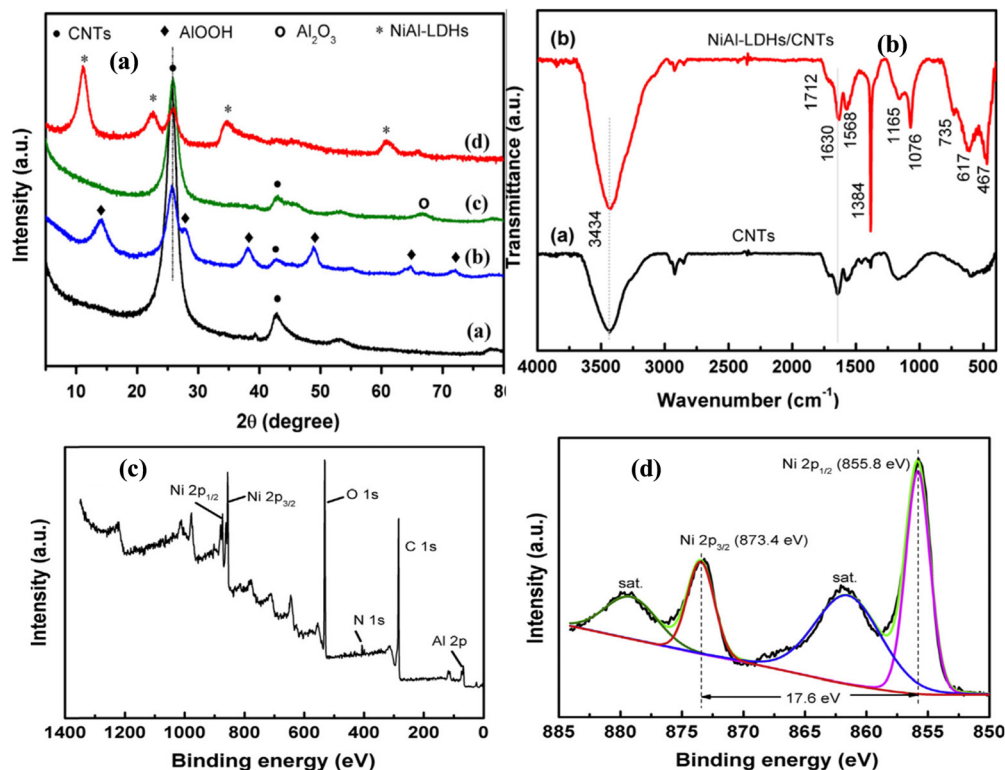 ● CNTs ◆ AlOOH o Al₂O₃ * NiAl-LDHs
(a)
(d)
(c)
(b)
(a)
Intensity (a.u.)
10 20 30 40 50 60 70 80
2θ (degree)
(b)
NiAl-LDHs/CNTs
(b)
1712
1630
1568
1384
1165
1076
735
617
467
3434
(a)
CNTs
Transmittance (a.u.)
4000 3500 3000 2500 2000 1500 1000 500
Wavenumber (cm⁻¹)
(c)
Ni 2p₁/₂
Ni 2p₃/₂
O 1s
C 1s
N 1s
Al 2p
Intensity (a.u.)
1400 1200 1000 800 600 400 200 0
Binding energy (eV)
(d)
Ni 2p₁/₂ (855.8 eV)
Ni 2p₃/₂ (873.4 eV)
sat.
sat.
17.6 eV
Intensity (a.u.)
885 880 875 870 865 860 855 850
Binding energy (eV)